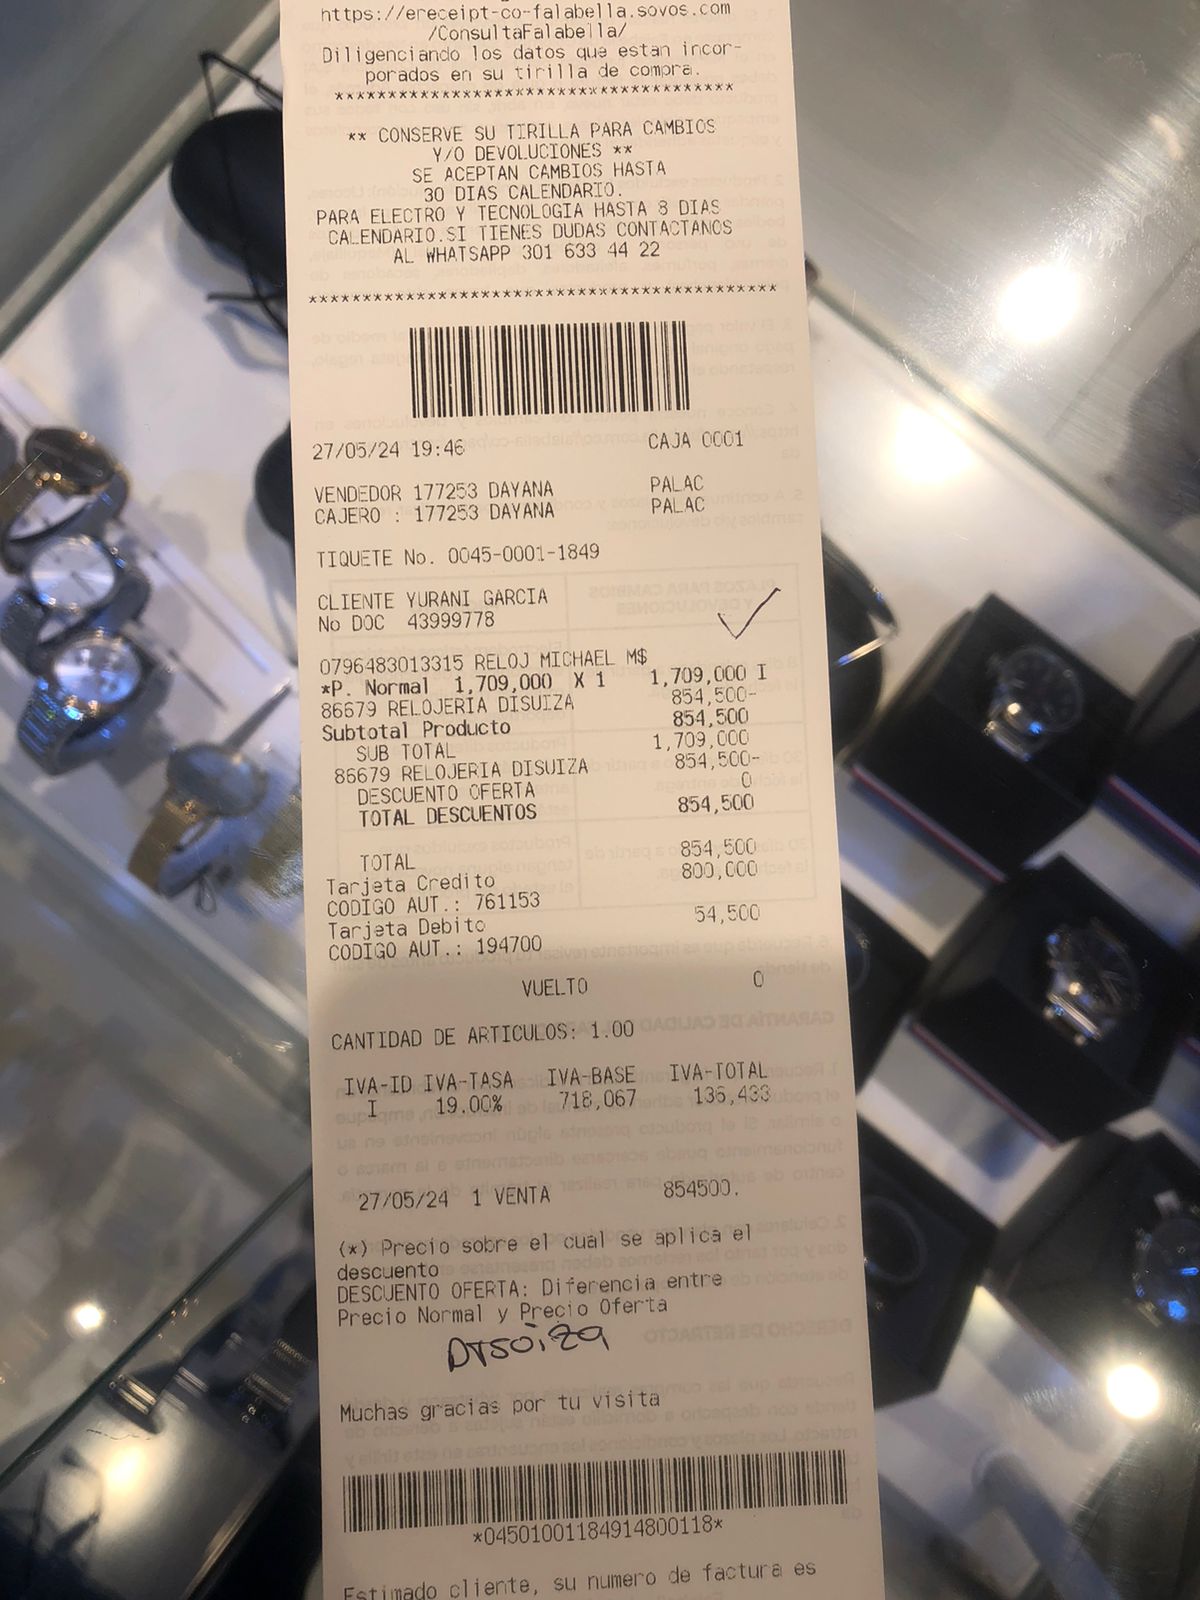 https://ereceipt-co-falabella.sovos.com
/ConsultaFalabella/
Diligenciando los datos que estan incor-
porados en su tirilla de compra.
*************************************
** CONSERVE SU TIRILLA PARA CAMBIOS
Y/O DEVOLUCIONES **
SE ACEPTAN CAMBIOS HASTA
30 DIAS CALENDARIO.
PARA ELECTRO Y TECNOLOGIA HASTA 8 DIAS
CALENDARIO.SI TIENES DUDAS CONTACTANOS
AL WHATSAPP 301 633 44 22
*******************************************
27/05/24 19:46 CAJA 0001
VENDEDOR 177253 DAYANA PALAC
CAJERO : 177253 DAYANA PALAC
TIQUETE No. 0045-0001-1849
CLIENTE YURANI GARCIA
No DOC 43999778
0796483013315 RELOJ MICHAEL M$
*P. Normal 1,709,000 X 1 1,709,000 I
86679 RELOJERIA DISUIZA 854,500-
Subtotal Producto 854,500
SUB TOTAL 1,709,000
86679 RELOJERIA DISUIZA 854,500-
DESCUENTO OFERTA 0
TOTAL DESCUENTOS 854,500
TOTAL 854,500
Tarjeta Credito 800,000
CODIGO AUT.: 761153
Tarjeta Debito 54,500
CODIGO AUT.: 194700
VUELTO 0
CANTIDAD DE ARTICULOS: 1.00
IVA-ID IVA-TASA IVA-BASE IVA-TOTAL
I 19.00% 718,067 136,433
27/05/24 1 VENTA 854500.
(*) Precio sobre el cual se aplica el
descuento
DESCUENTO OFERTA: Diferencia entre
Precio Normal y Precio Oferta
Muchas gracias por tu visita
*04501001184914800118*
Estimado cliente, su numero de factura es